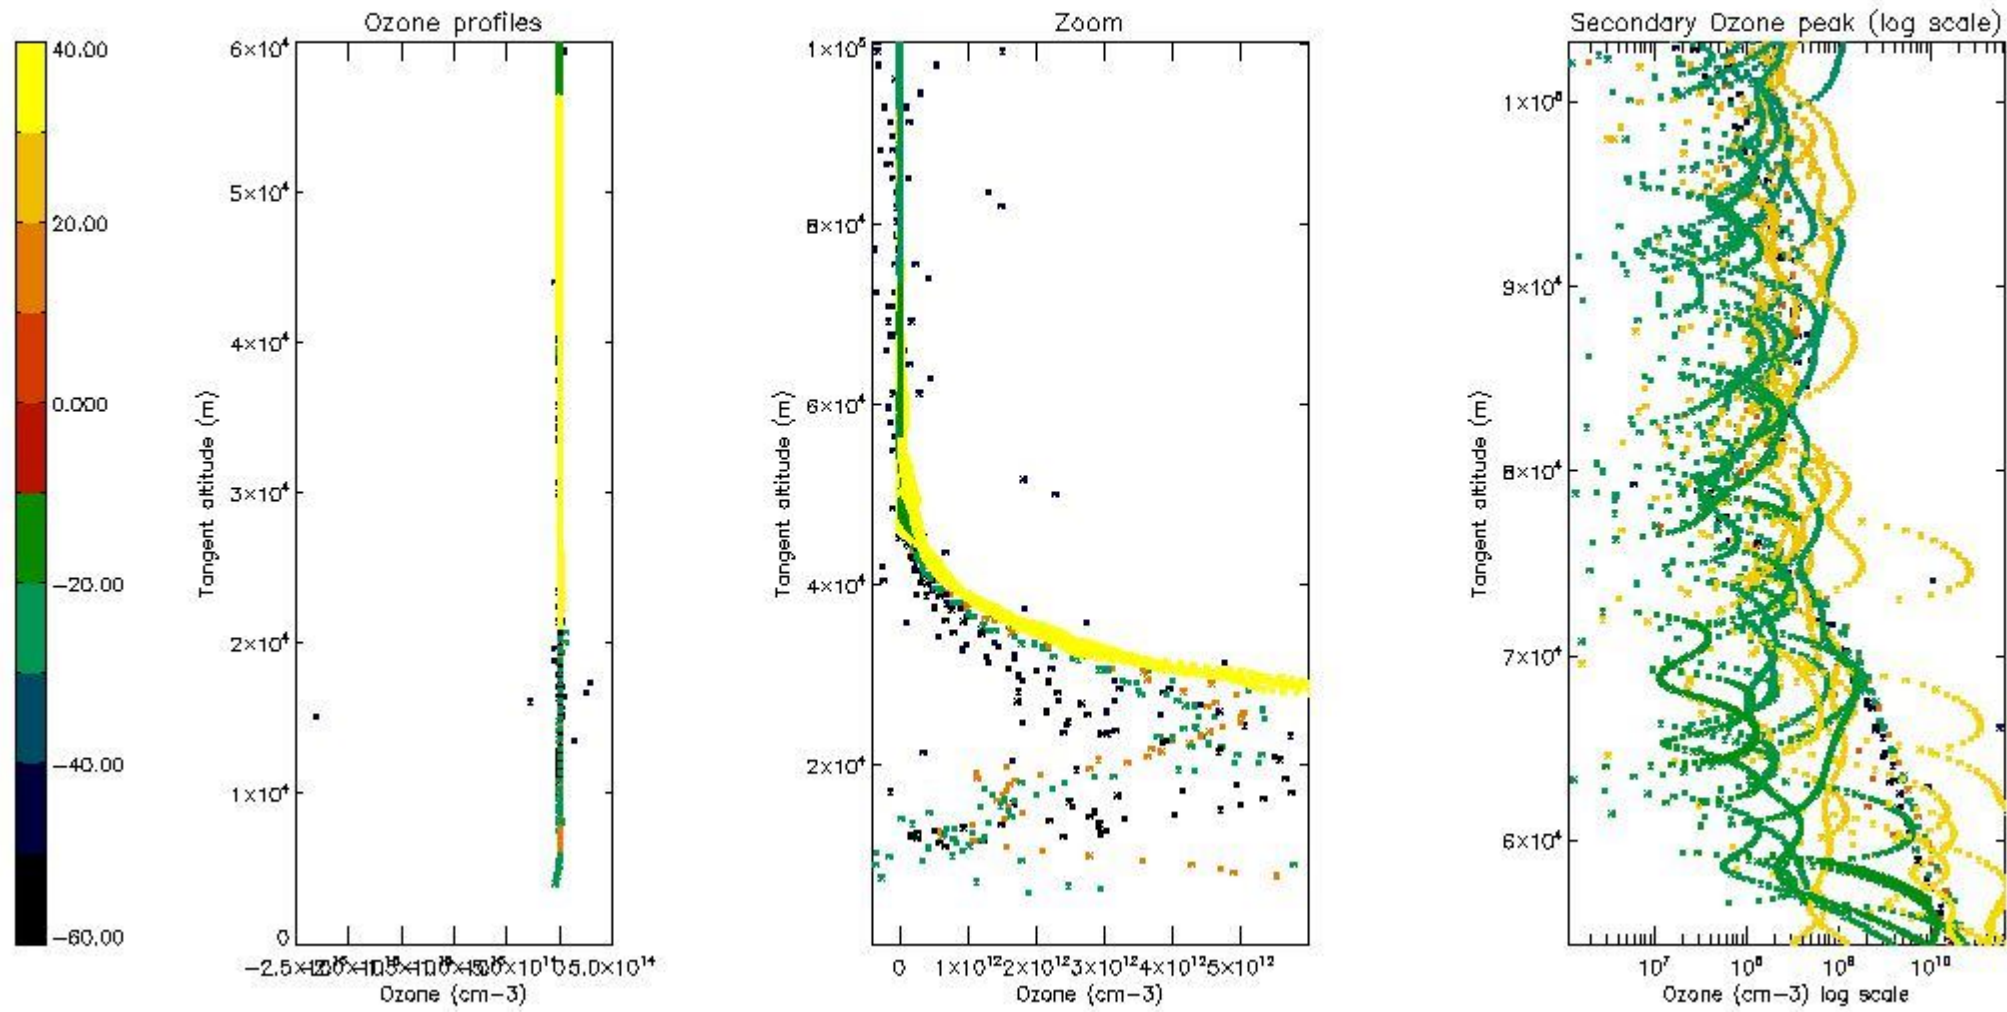 Ozone profiles
Zoom
Secondary Ozone peak (log scale)
40.00
20.00
0.000
−20.00
−40.00
−60.00
6×10⁴
5×10⁴
4×10⁴
3×10⁴
2×10⁴
1×10⁴
0
Tangent altitude (m)
5.0×10¹⁴
Ozone (cm−3)
1×10⁵
8×10⁴
6×10⁴
4×10⁴
2×10⁴
Tangent altitude (m)
0 1×10¹² 2×10¹² 3×10¹² 4×10¹² 5×10¹²
Ozone (cm−3)
9×10⁴
8×10⁴
7×10⁴
6×10⁴
Tangent altitude (m)
10⁷ 10⁸ 10⁹ 10¹⁰
Ozone (cm−3) log scale